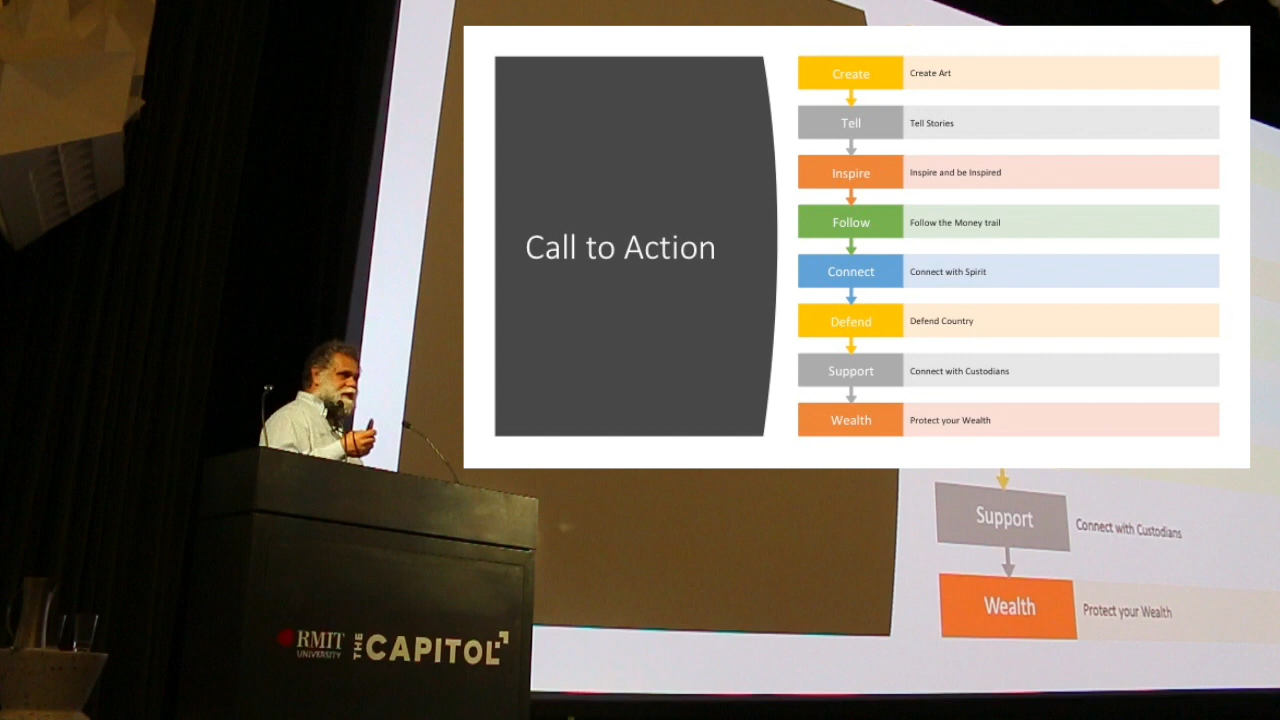 Call to Action
Create Create Art
Tell Tell Stories
Inspire Inspire and be Inspired
Follow Follow the Money trail
Connect Connect with Spirit
Defend Defend Country
Support Connect with Custodians
Wealth Protect your Wealth
Support Connect with Custodians
Wealth Protect your Wealth
RMIT UNIVERSITY THE CAPITOL